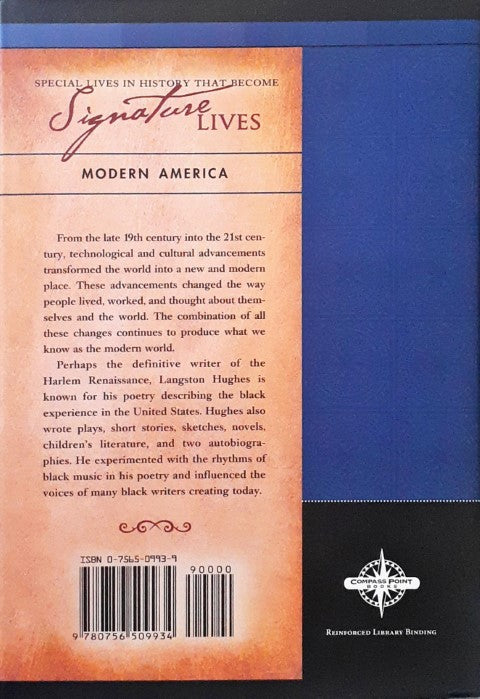 SPECIAL LIVES IN HISTORY THAT BECOME
Signature LIVES
MODERN AMERICA
From the late 19th century into the 21st cen-
tury, technological and cultural advancements
transformed the world into a new and modern
place. These advancements changed the way
people lived, worked, and thought about them-
selves and the world. The combination of all
these changes continues to produce what we
know as the modern world.
Perhaps the definitive writer of the
Harlem Renaissance, Langston Hughes is
known for his poetry describing the black
experience in the United States. Hughes also
wrote plays, short stories, sketches, novels,
children's literature, and two autobiogra-
phies. He experimented with the rhythms of
black music in his poetry and influenced the
voices of many black writers creating today.
ISBN 0-7565-0993-9
90000
9 780756 509934
COMPASS POINT
BOOKS
REINFORCED LIBRARY BINDING